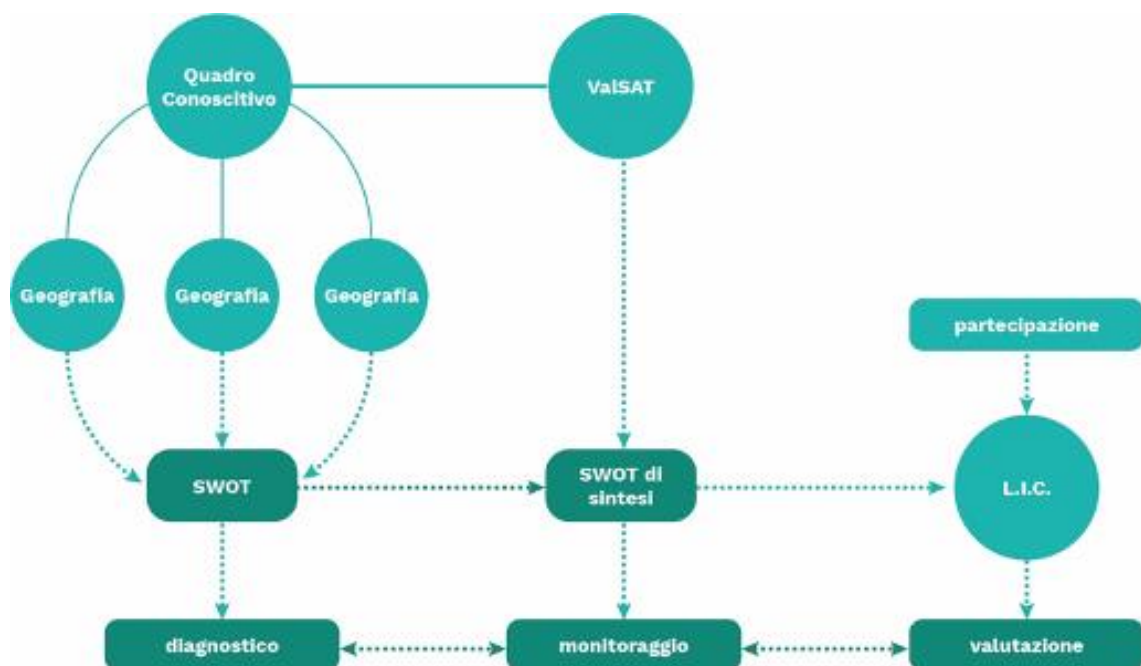 Quadro
Conoscitivo
ValSAT
Geografia
Geografia
Geografia
partecipazione
SWOT
SWOT di
sintesi
L.I.C.
diagnostico
monitoraggio
valutazione